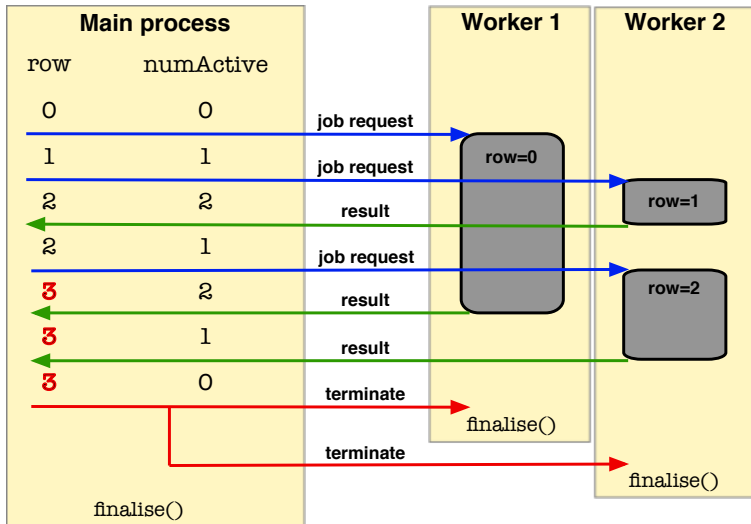 Main process
Worker 1
Worker 2
row numActive
0 0
job request
1 1
row=0
job request
2 2
row=1
result
2 1
job request
3 2
row=2
result
3 1
result
3 0
terminate
finalise()
terminate
finalise()
finalise()